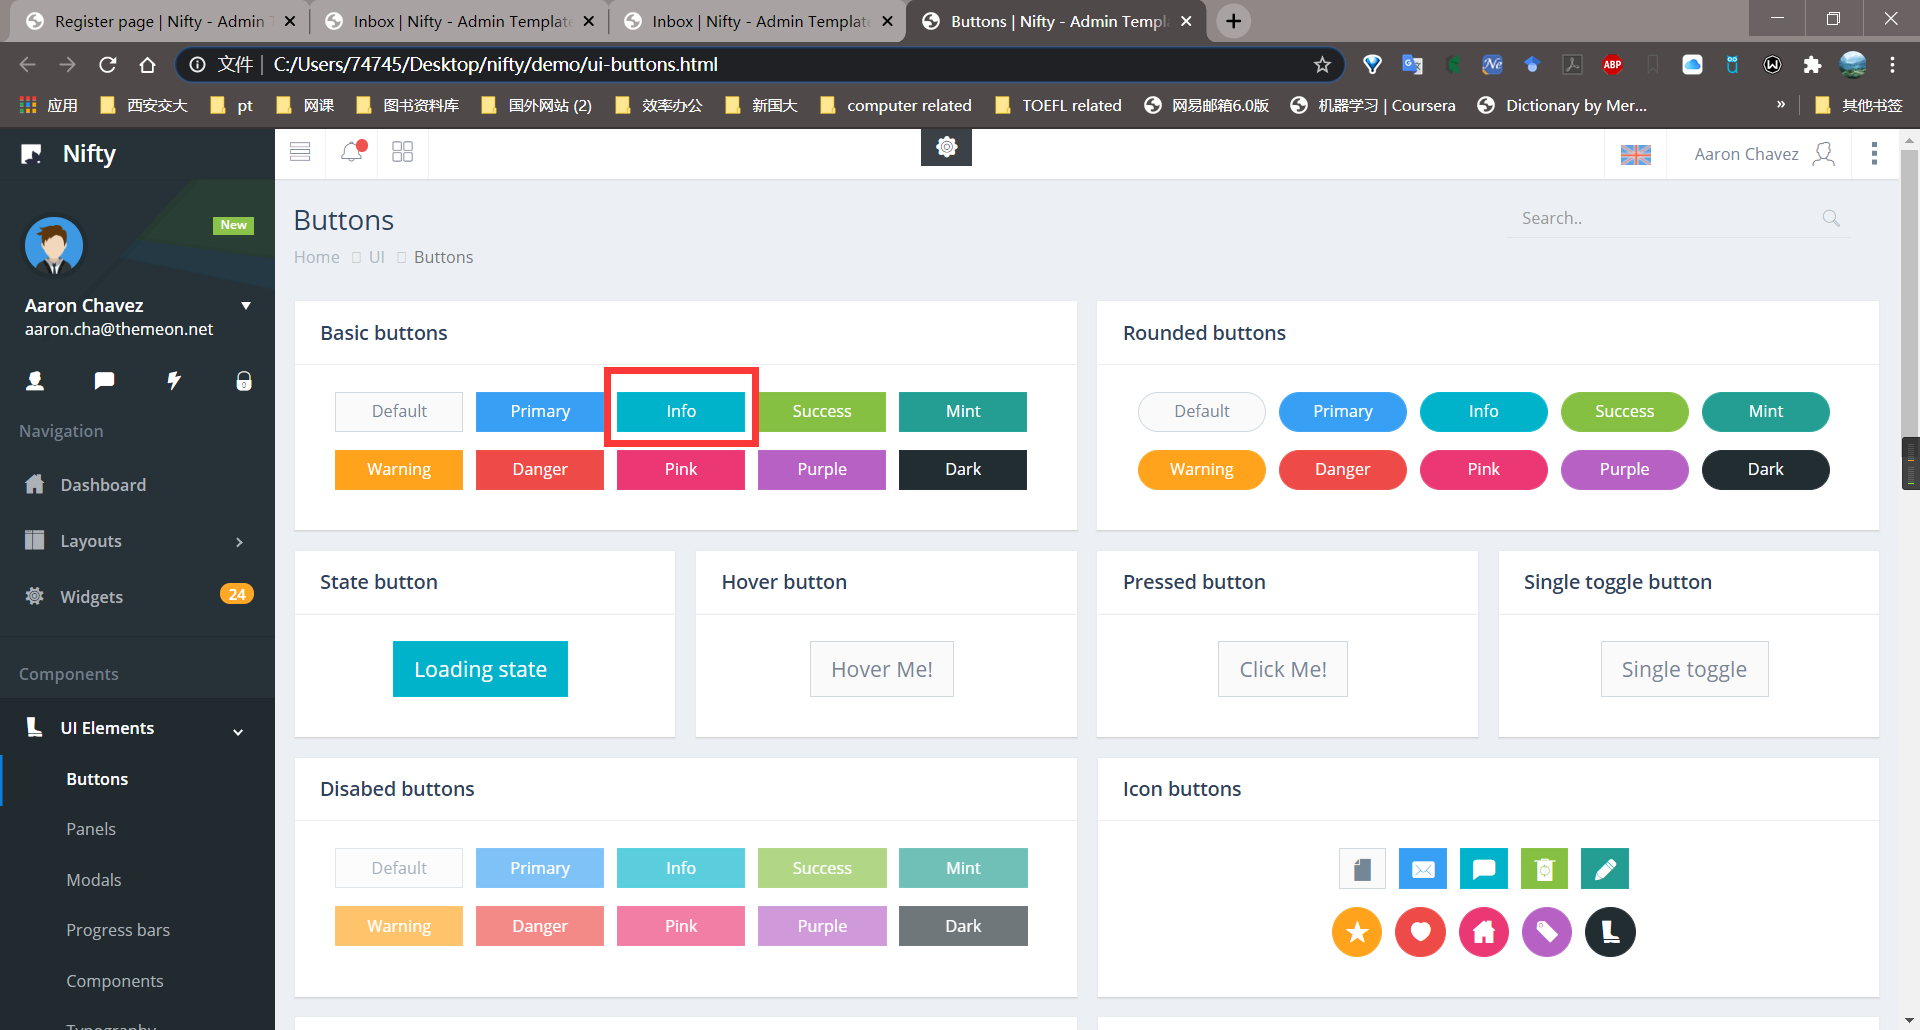 Register page | Nifty - Admin T
Inbox | Nifty - Admin Template
Inbox | Nifty - Admin Template
Buttons | Nifty - Admin Templ
文件 | C:/Users/74745/Desktop/nifty/demo/ui-buttons.html
应用
西安交大
pt
网课
图书资料库
国外网站 (2)
效率办公
新国大
computer related
TOEFL related
网易邮箱6.0版
机器学习 | Coursera
Dictionary by Mer...
»
其他书签
Nifty
Aaron Chavez
New
Aaron Chavez
aaron.cha@themeon.net
Navigation
Dashboard
Layouts
Widgets 24
Components
UI Elements
Buttons
Panels
Modals
Progress bars
Components
Typography
Buttons
Search..
Home UI Buttons
Basic buttons
Default Primary Info Success Mint
Warning Danger Pink Purple Dark
Rounded buttons
Default Primary Info Success Mint
Warning Danger Pink Purple Dark
State button
Loading state
Hover button
Hover Me!
Pressed button
Click Me!
Single toggle button
Single toggle
Disabed buttons
Default Primary Info Success Mint
Warning Danger Pink Purple Dark
Icon buttons
ABP